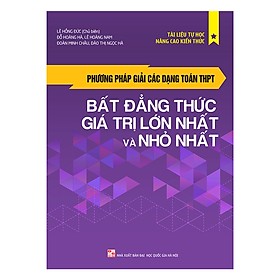 LÊ HỒNG ĐỨC (Chủ biên)
ĐỖ HOÀNG HÀ, LÊ HOÀNG NAM
ĐOÀN MINH CHÂU, ĐÀO THỊ NGỌC HÀ
TÀI LIỆU TỰ HỌC
NÂNG CAO KIẾN THỨC
PHƯƠNG PHÁP GIẢI CÁC DẠNG TOÁN THPT
BẤT ĐẲNG THỨC
GIÁ TRỊ LỚN NHẤT
VÀ NHỎ NHẤT
NHÀ XUẤT BẢN ĐẠI HỌC QUỐC GIA HÀ NỘI